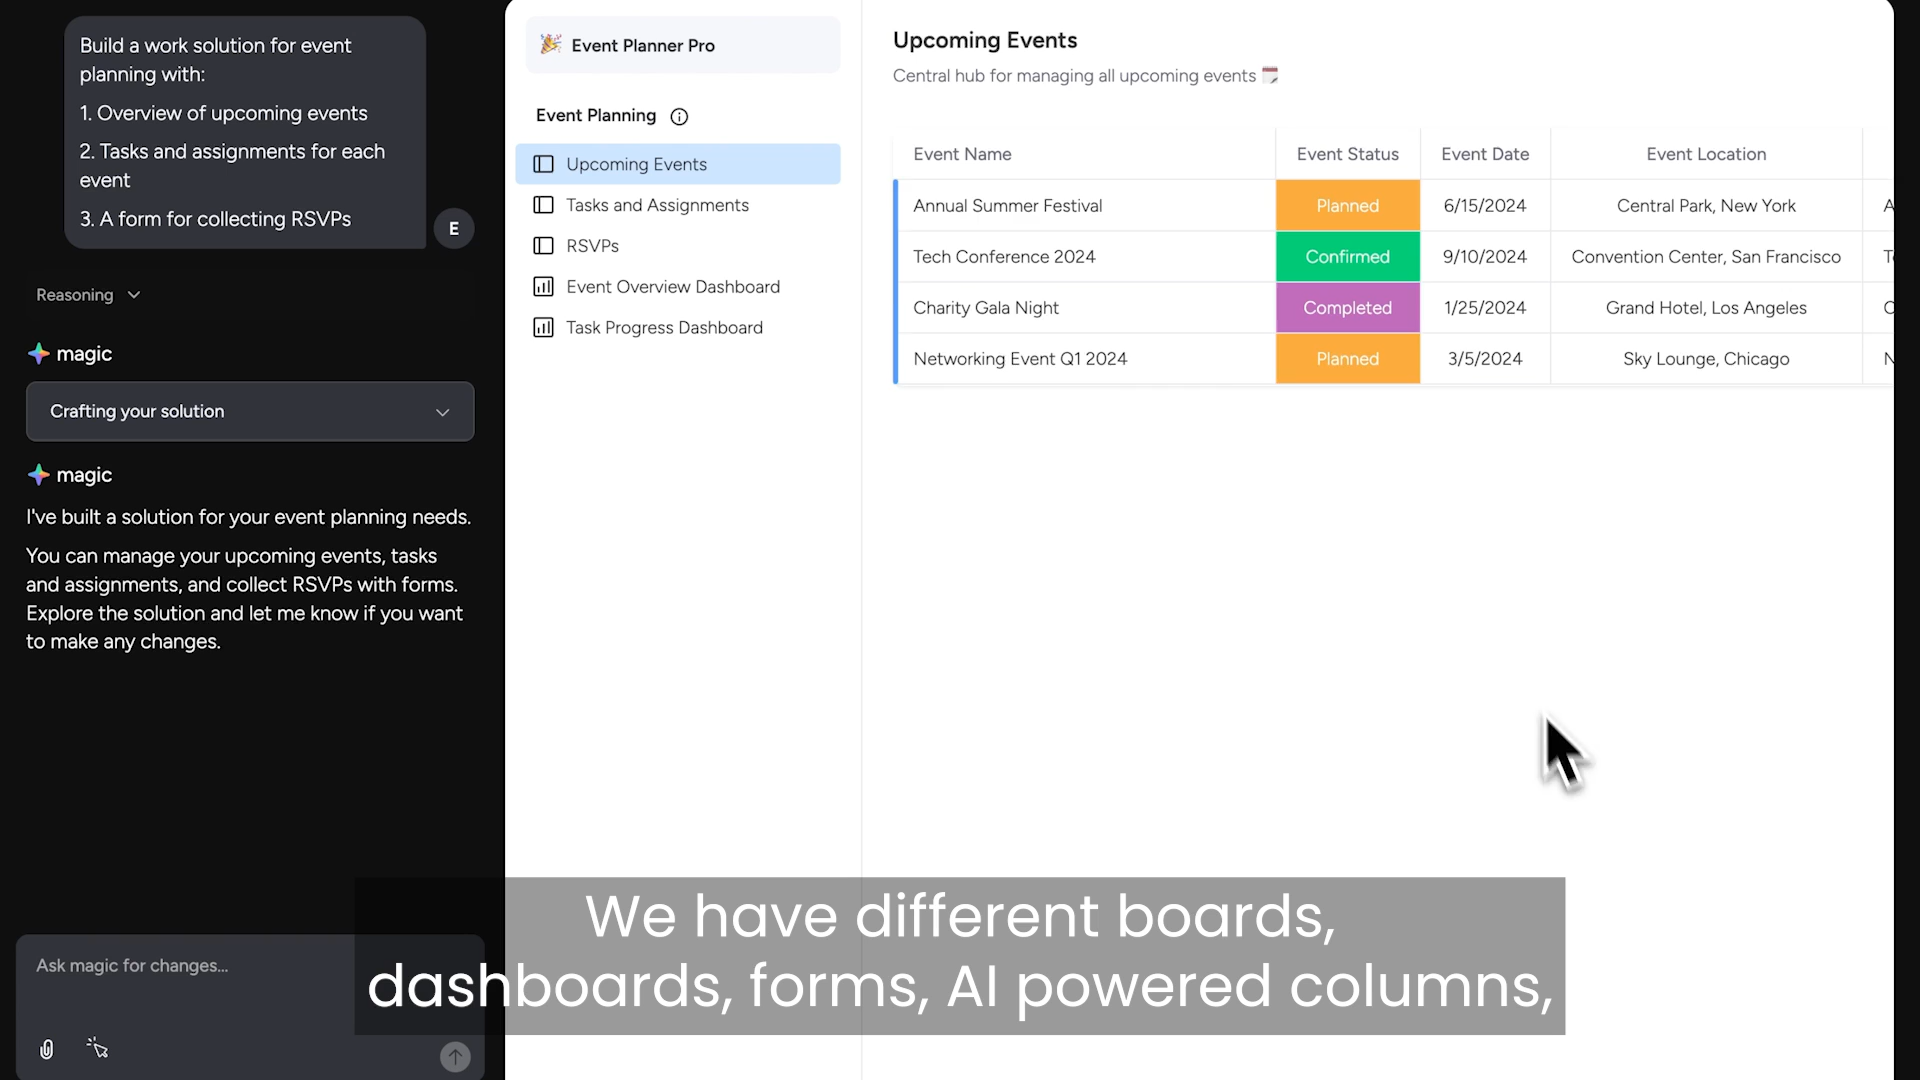 Build a work solution for event
planning with:
1. Overview of upcoming events
2. Tasks and assignments for each
event
3. A form for collecting RSVPs
E
Reasoning
magic
Crafting your solution
magic
I've built a solution for your event planning needs.
You can manage your upcoming events, tasks
and assignments, and collect RSVPs with forms.
Explore the solution and let me know if you want
to make any changes.
Ask magic for changes...
Event Planner Pro
Event Planning
Upcoming Events
Tasks and Assignments
RSVPs
Event Overview Dashboard
Task Progress Dashboard
Upcoming Events
Central hub for managing all upcoming events
Event Name Event Status Event Date Event Location
Annual Summer Festival Planned 6/15/2024 Central Park, New York
Tech Conference 2024 Confirmed 9/10/2024 Convention Center, San Francisco
Charity Gala Night Completed 1/25/2024 Grand Hotel, Los Angeles
Networking Event Q1 2024 Planned 3/5/2024 Sky Lounge, Chicago
We have different boards,
dashboards, forms, AI powered columns,